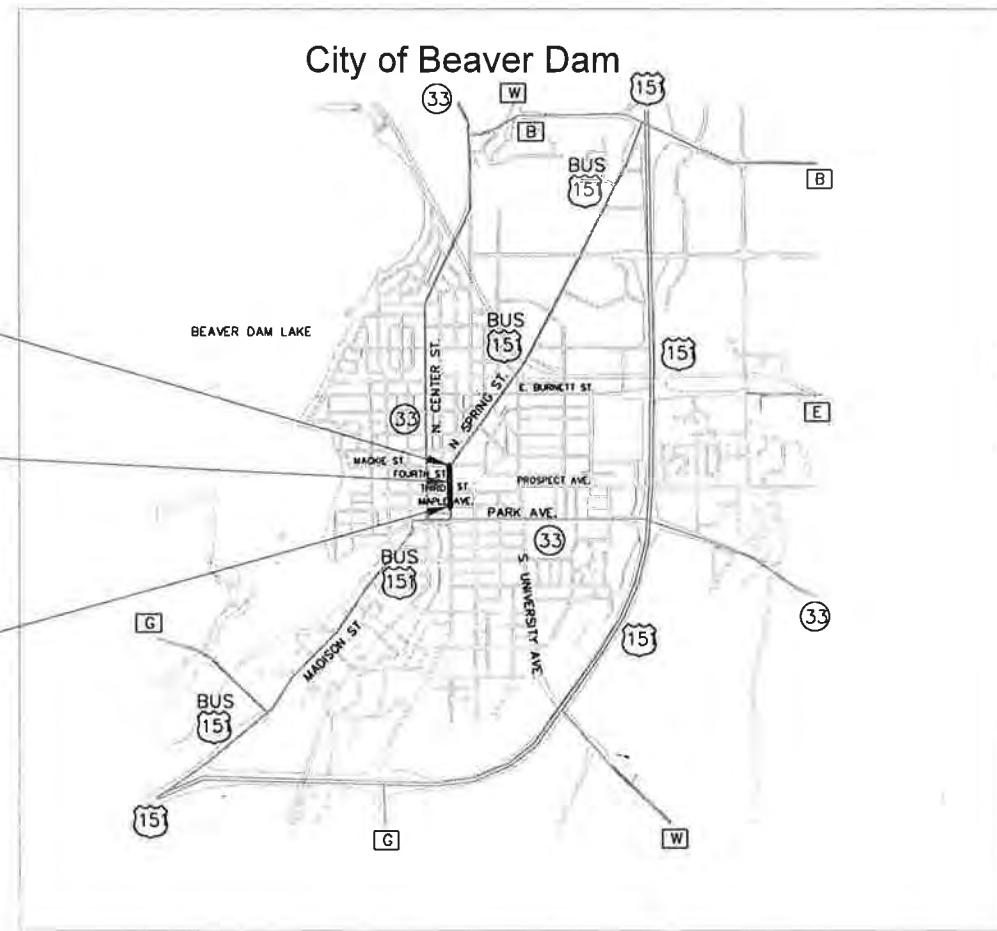 City of Beaver Dam
33
W
151
B
BUS
151
B
BEAVER DAM LAKE
BUS
151
N. CENTER ST.
N SPRING ST.
151
E. BURNETT ST.
E
33
MACKIE ST.
FOURTH ST
THIRD ST
MAPLE AVE.
PROSPECT AVE.
PARK AVE.
33
BUS
151
S. UNIVERSITY AVE.
33
G
MADISON ST.
151
BUS
151
151
G
W